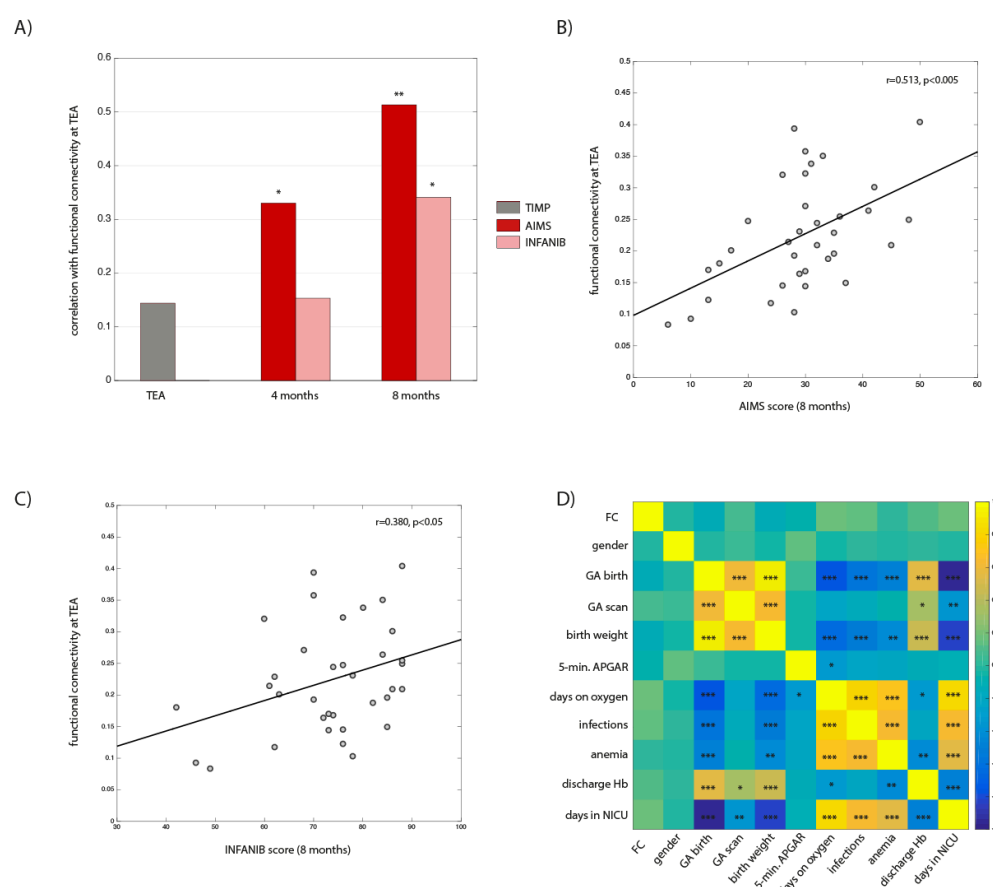 A)
correlation with functional connectivity at TEA
0.6
0.5
0.4
0.3
0.2
0.1
0
*
**
*
TEA
4 months
8 months
TIMP
AIMS
INFANIB
B)
functional connectivity at TEA
0.5
0.45
0.4
0.35
0.3
0.25
0.2
0.15
0.1
0.05
0
r=0.513, p<0.005
0 10 20 30 40 50 60
AIMS score (8 months)
C)
functional connectivity at TEA
0.5
0.45
0.4
0.35
0.3
0.25
0.2
0.15
0.1
0.05
0
r=0.380, p<0.05
30 40 50 60 70 80 90 100
INFANIB score (8 months)
D)
FC
gender
GA birth *** *** *** *** *** *** ***
GA scan *** *** * **
birth weight *** *** *** *** ** *** ***
5-min. APGAR *
days on oxygen *** *** * *** *** * ***
infections *** *** *** *** ***
anemia *** ** *** *** ** ***
discharge Hb *** * *** * ** ***
days in NICU *** ** *** *** *** *** ***
FC
gender
GA birth
GA scan
birth weight
5-min. APGAR
days on oxygen
infections
anemia
discharge Hb
days in NICU